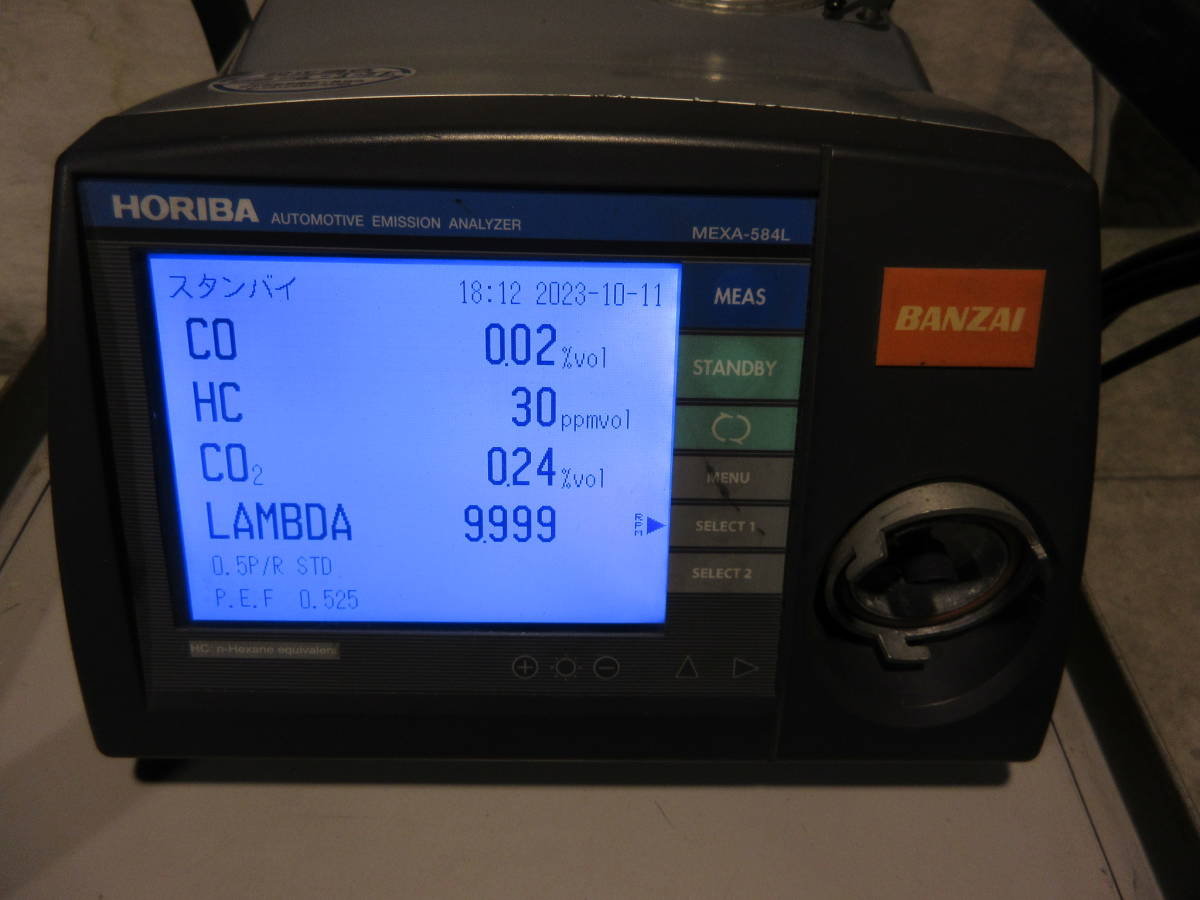 HORIBA AUTOMOTIVE EMISSION ANALYZER MEXA-584L
スタンバイ 18:12 2023-10-11
CO 0.02 %vol
HC 30 ppmvol
CO₂ 0.24 %vol
LAMBDA 9.999 RPM
0.5P/R STD
P.E.F 0.525
MEAS
STANDBY
MENU
SELECT 1
SELECT 2
HC: n-Hexane equivalent
BANZAI